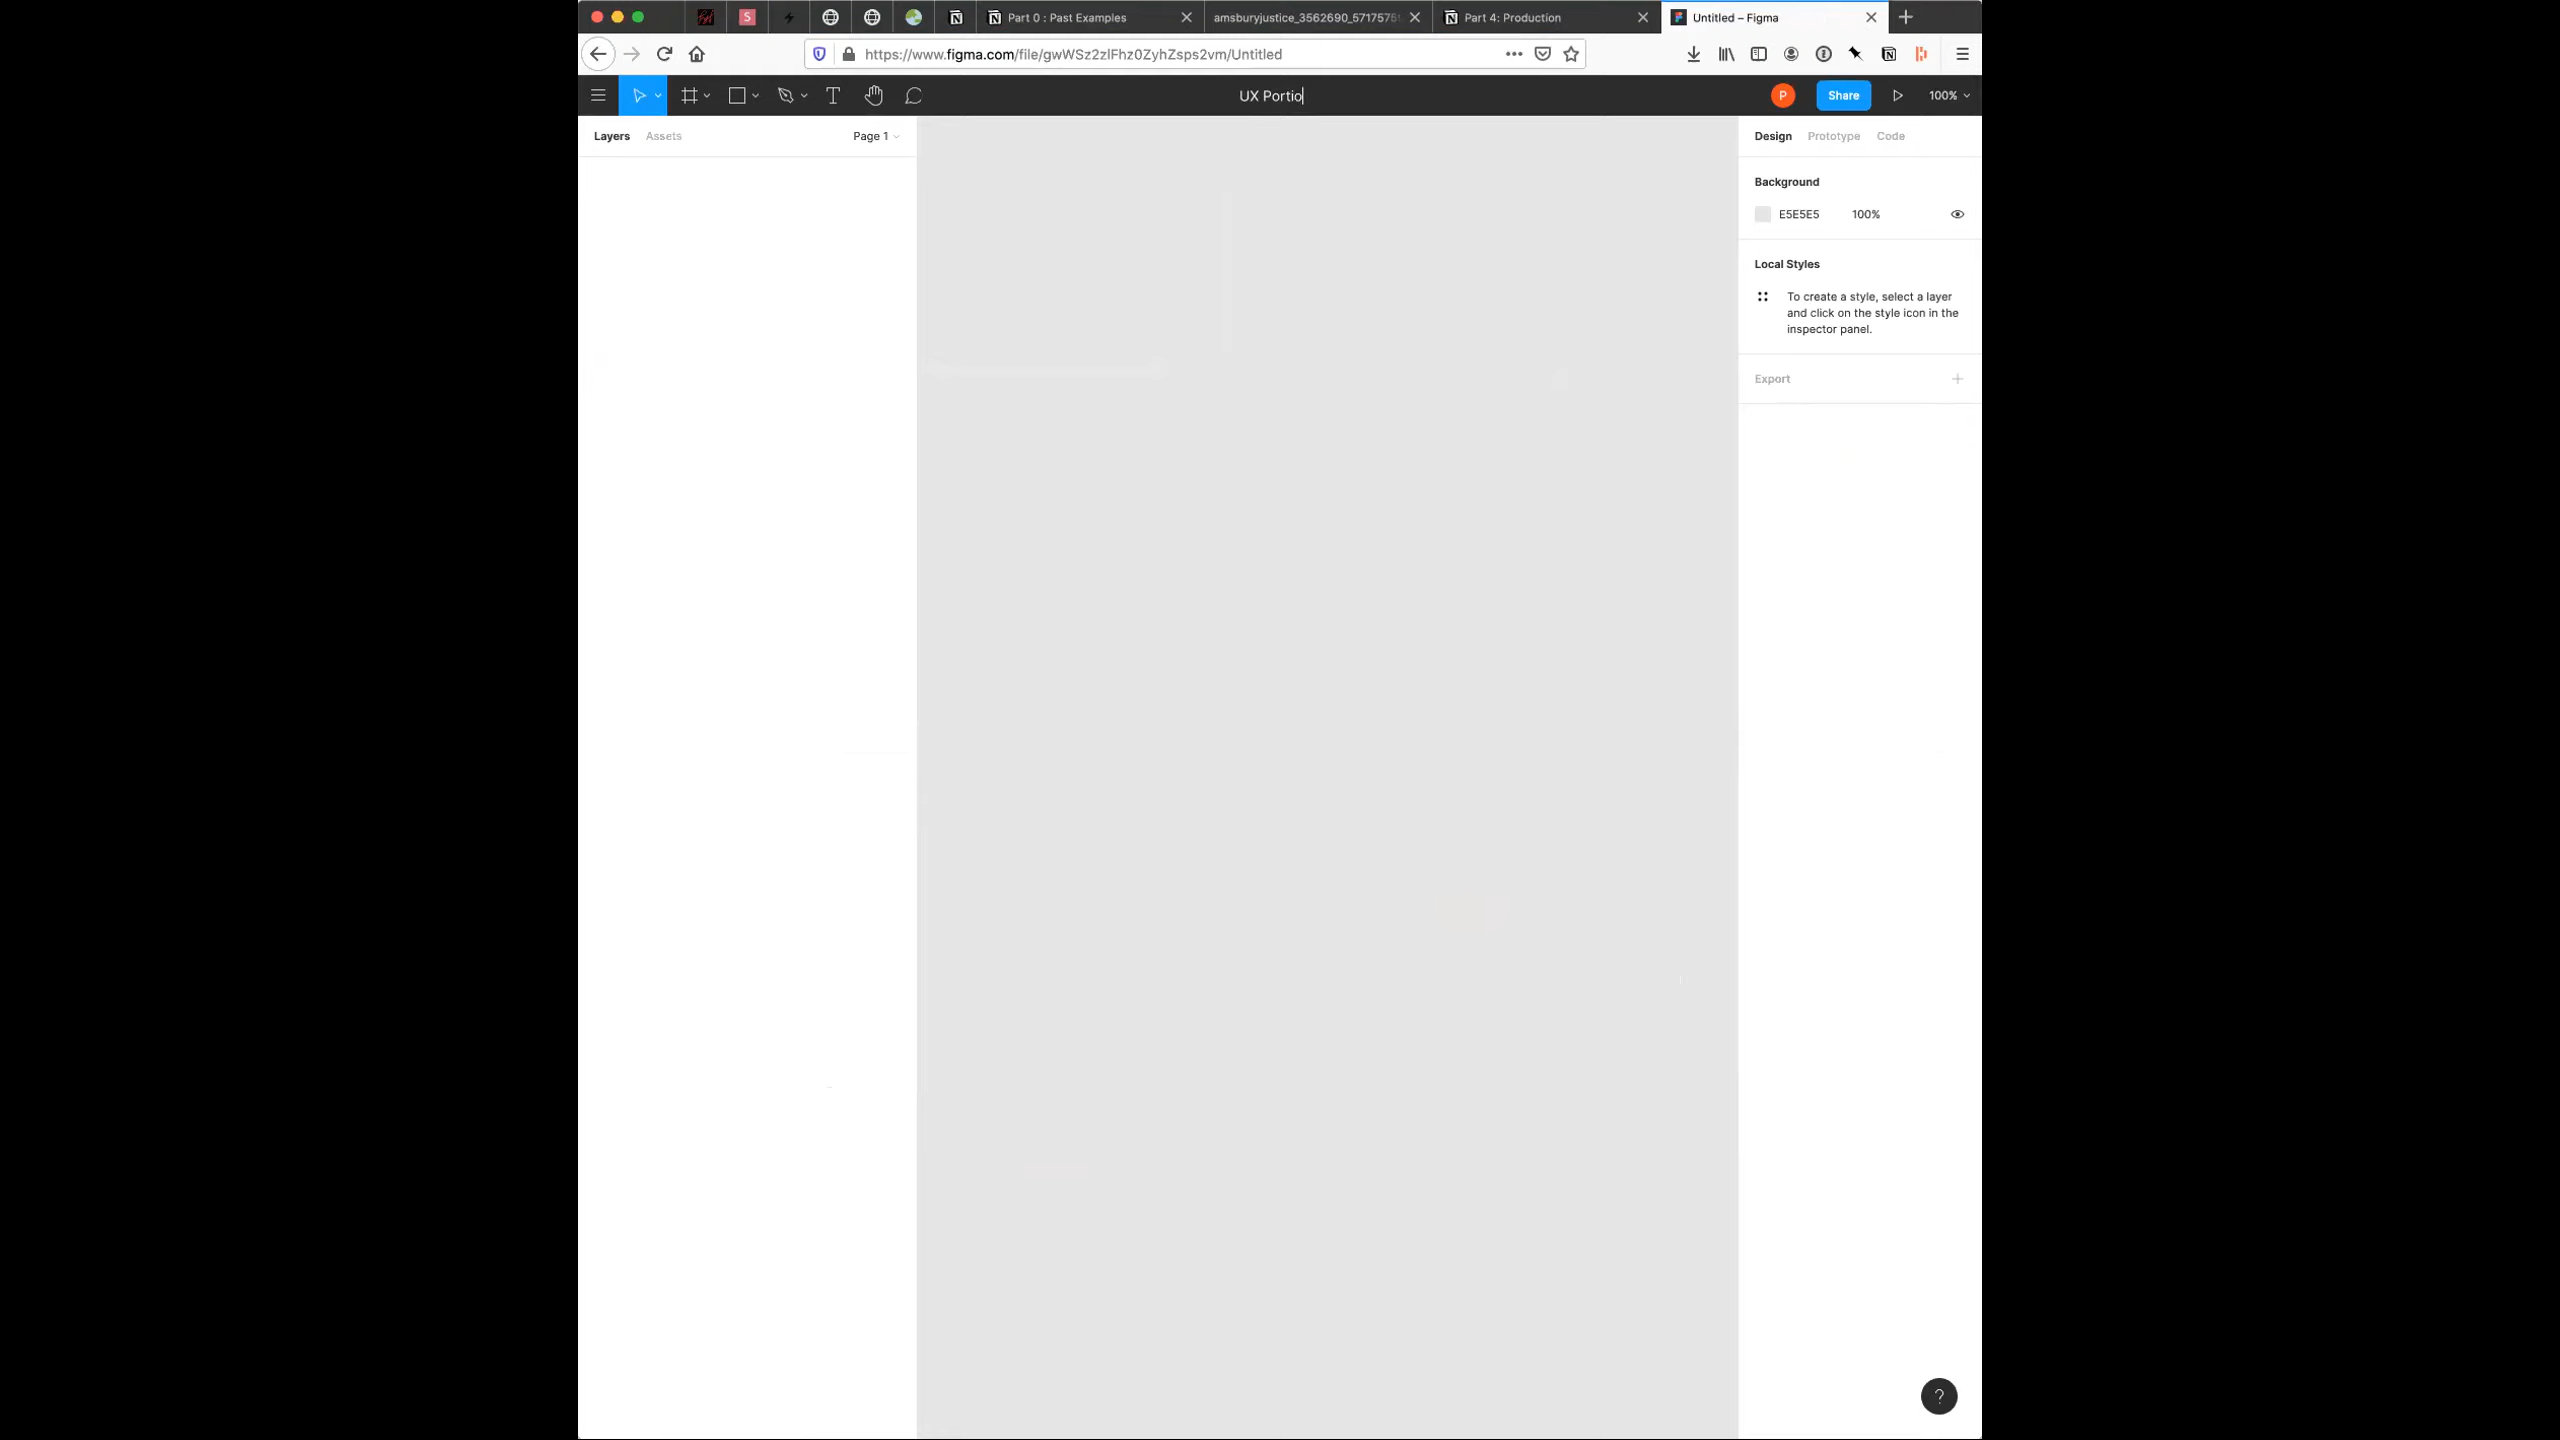 S Part 0 : Past Examples amsburyjustice_3562690_5717575 Part 4: Production Untitled – Figma
https://www.figma.com/file/gwWSz2zlFhz0ZyhZsps2vm/Untitled
UX Portio P Share 100%
Layers Assets Page 1 Design Prototype Code
Background
E5E5E5 100%
Local Styles
To create a style, select a layer
and click on the style icon in the
inspector panel.
Export
?